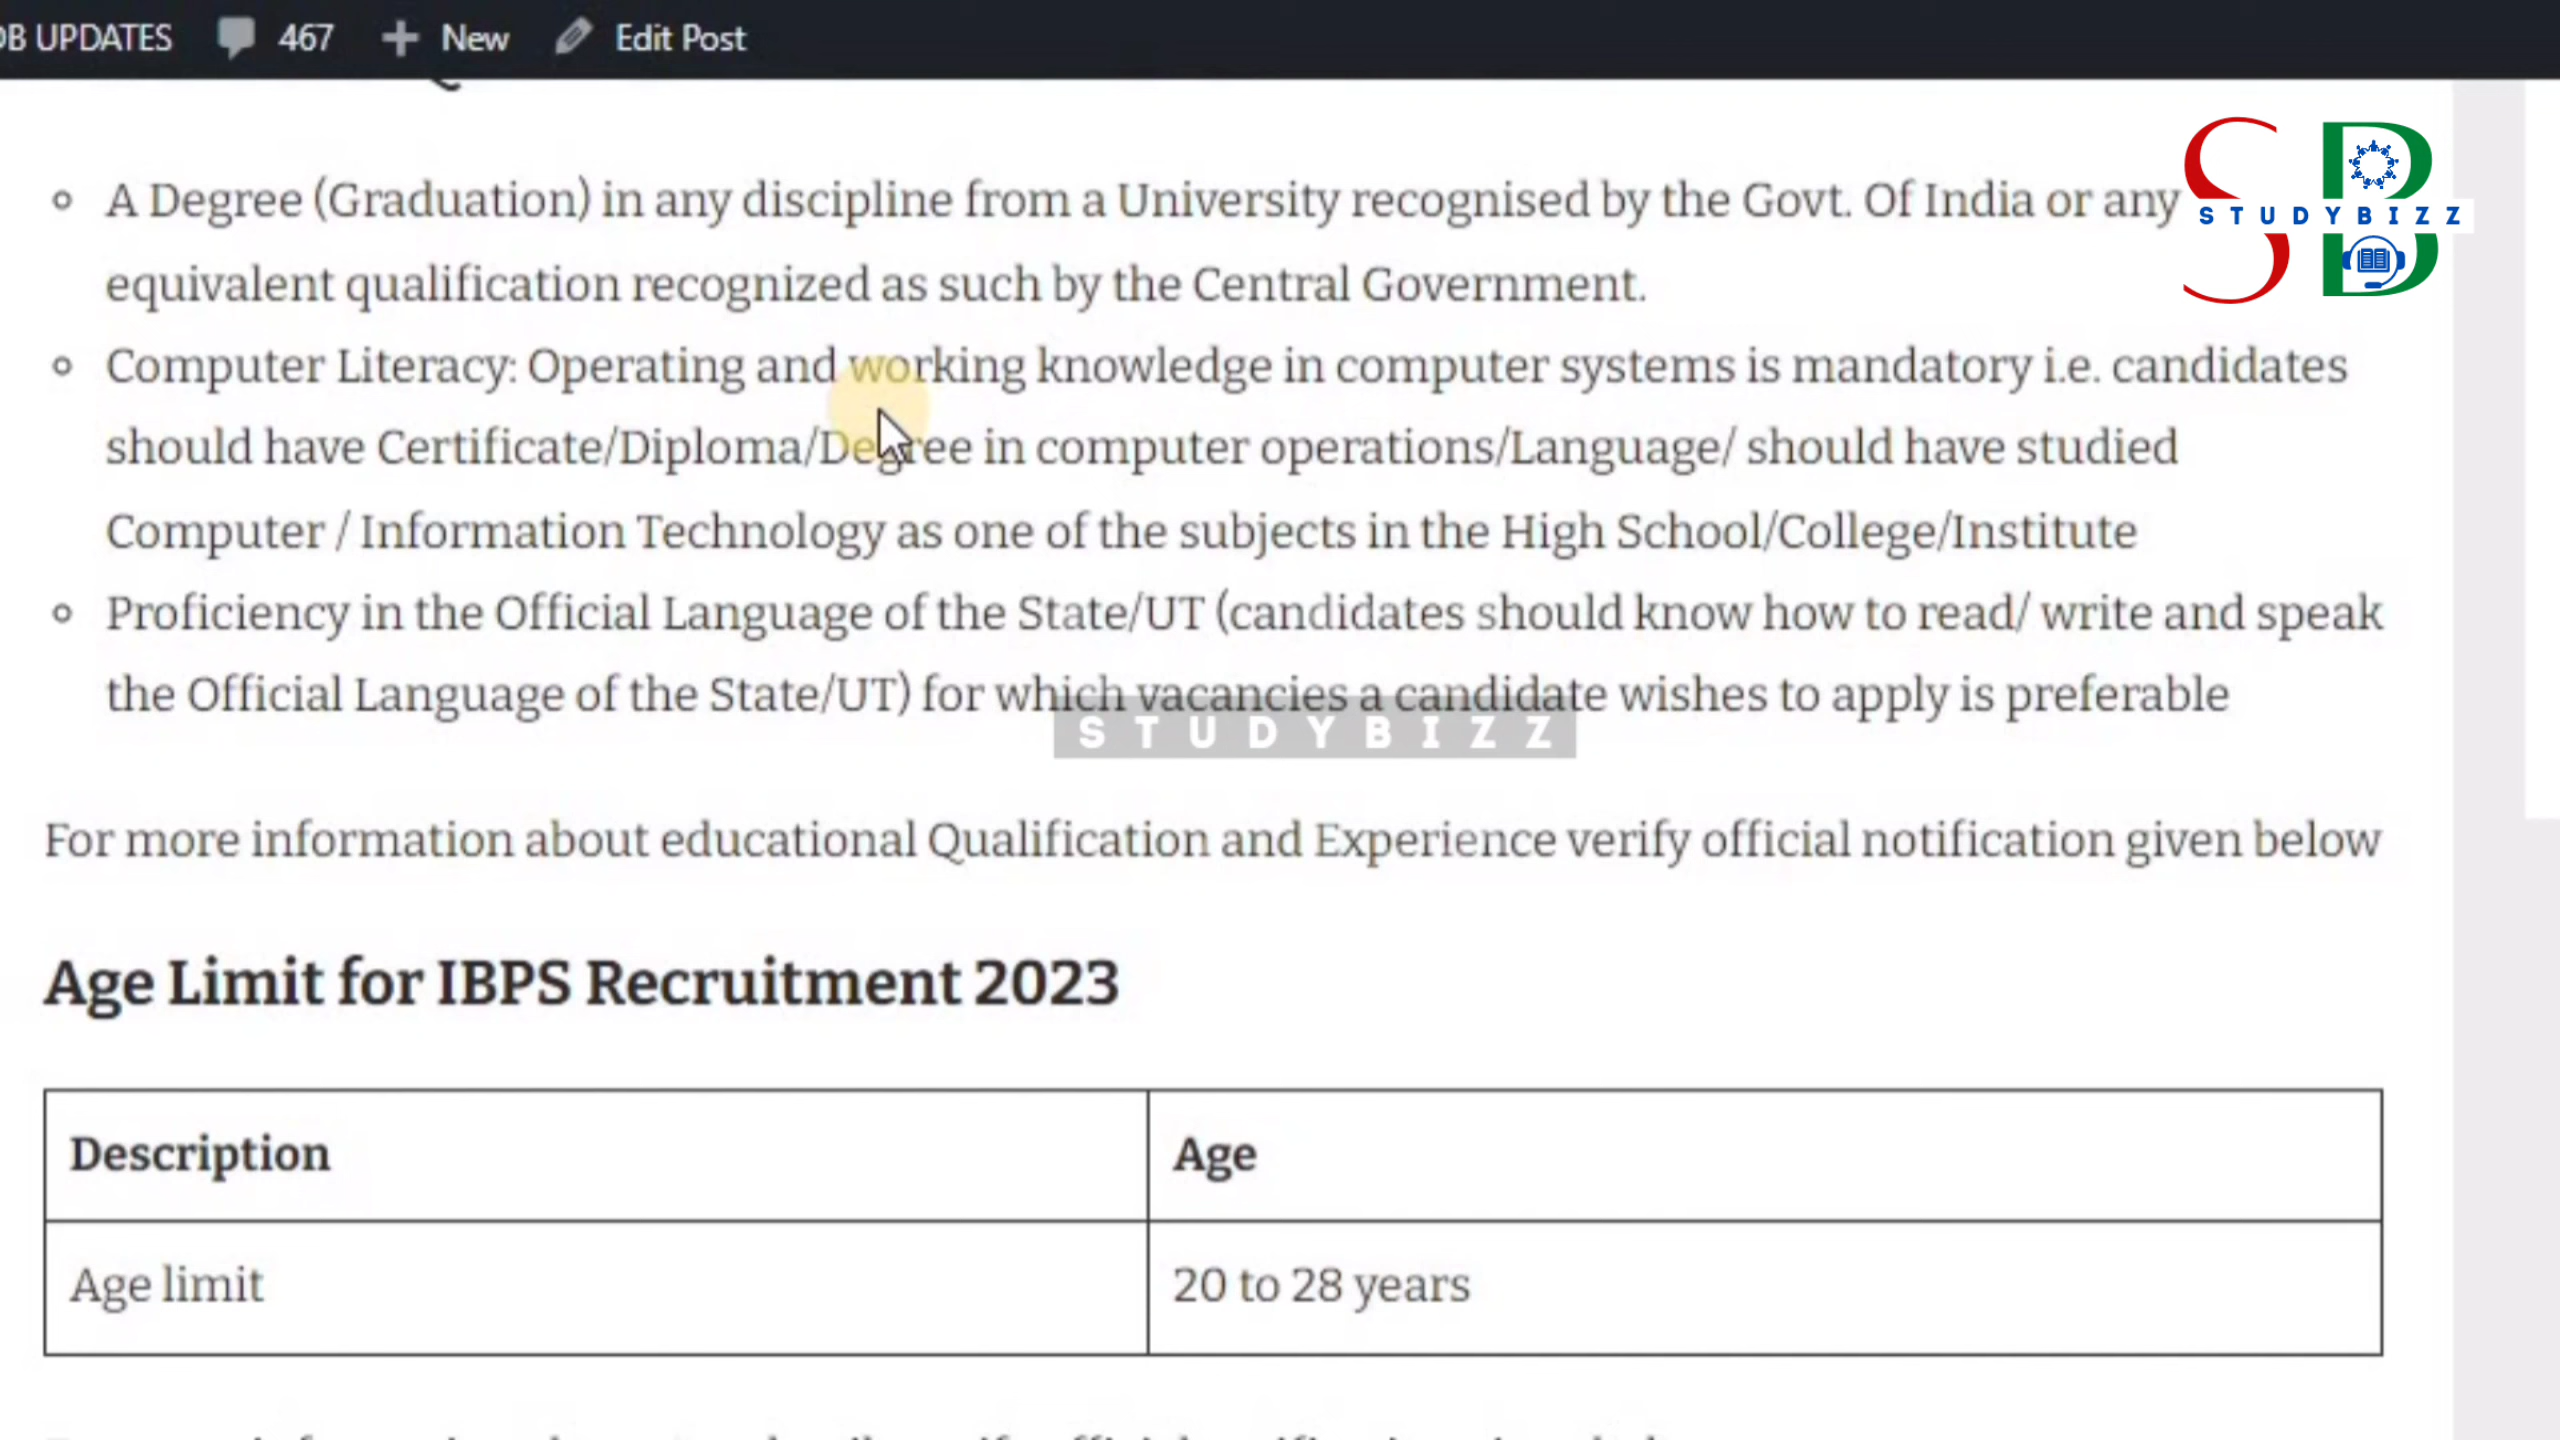 UPDATES 467 New Edit Post
A Degree (Graduation) in any discipline from a University recognised by the Govt. Of India or any
equivalent qualification recognized as such by the Central Government.
STUDYBIZZ
Computer Literacy: Operating and working knowledge in computer systems is mandatory i.e. candidates
should have Certificate/Diploma/Degree in computer operations/Language/ should have studied
Computer / Information Technology as one of the subjects in the High School/College/Institute
Proficiency in the Official Language of the State/UT (candidates should know how to read/ write and speak
the Official Language of the State/UT) for which vacancies a candidate wishes to apply is preferable
STUDYBIZZ
For more information about educational Qualification and Experience verify official notification given below
Age Limit for IBPS Recruitment 2023
Description Age
Age limit 20 to 28 years